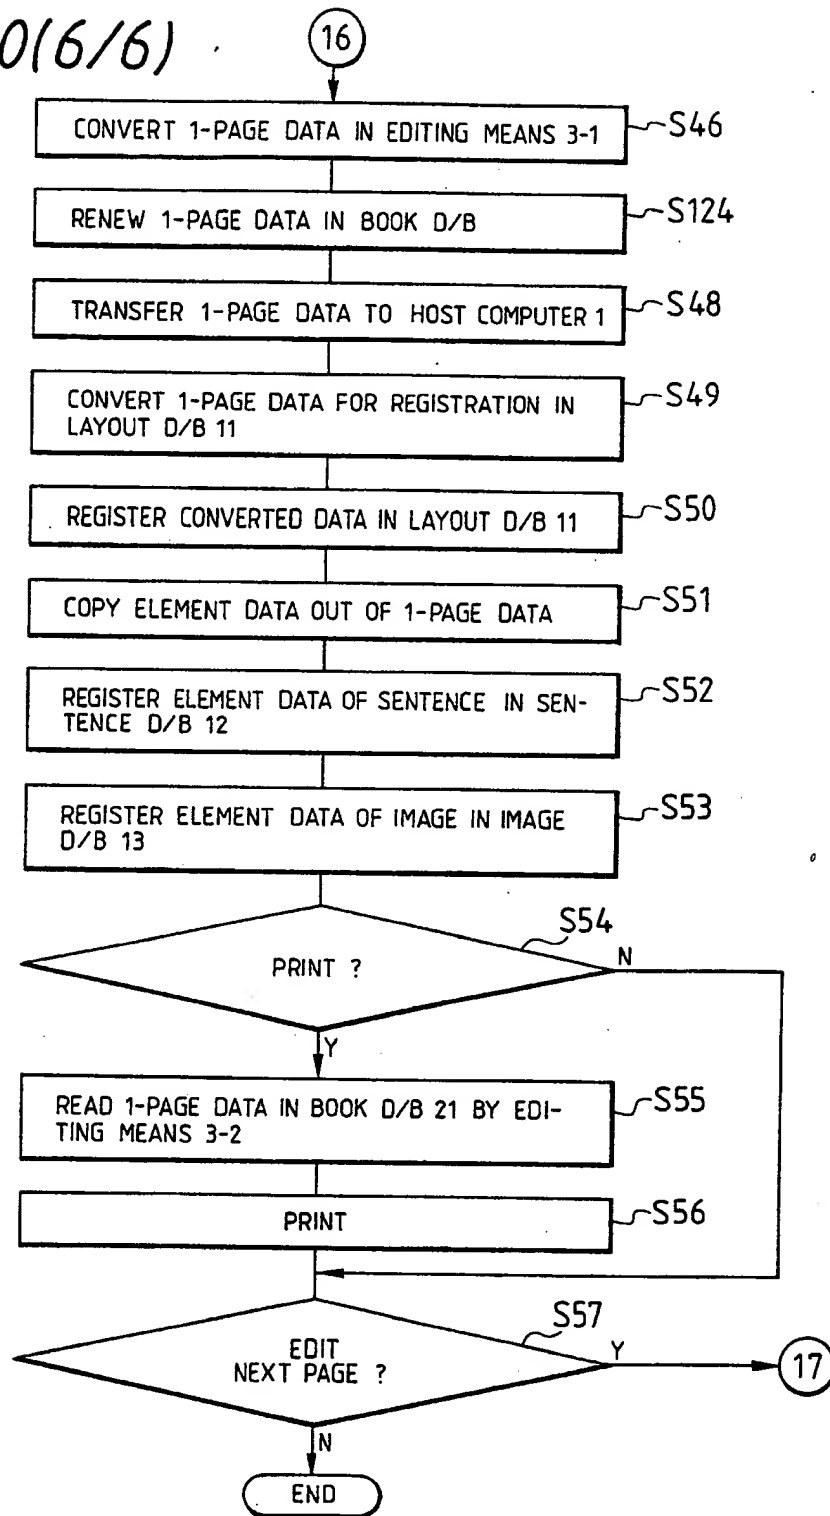 0(6/6)
16
CONVERT 1-PAGE DATA IN EDITING MEANS 3-1
S46
RENEW 1-PAGE DATA IN BOOK D/B
S124
TRANSFER 1-PAGE DATA TO HOST COMPUTER 1
S48
CONVERT 1-PAGE DATA FOR REGISTRATION IN
LAYOUT D/B 11
S49
REGISTER CONVERTED DATA IN LAYOUT D/B 11
S50
COPY ELEMENT DATA OUT OF 1-PAGE DATA
S51
REGISTER ELEMENT DATA OF SENTENCE IN SEN-
TENCE D/B 12
S52
REGISTER ELEMENT DATA OF IMAGE IN IMAGE
D/B 13
S53
S54
PRINT ?
N
Y
READ 1-PAGE DATA IN BOOK D/B 21 BY EDI-
TING MEANS 3-2
S55
PRINT
S56
S57
EDIT
NEXT PAGE ?
Y
17
N
END